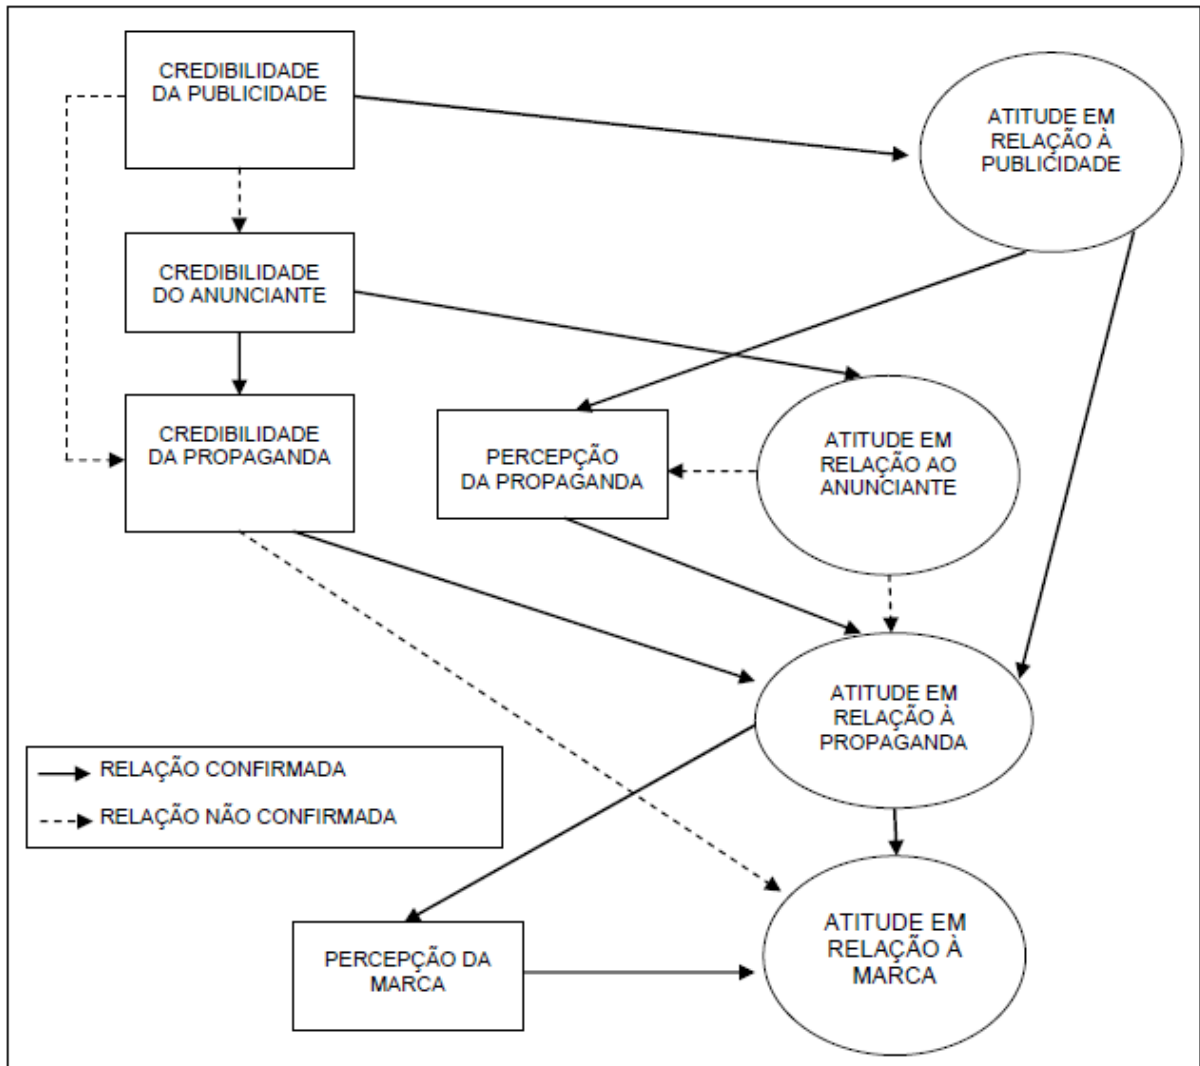 CREDIBILIDADE
DA PUBLICIDADE
ATITUDE EM
RELAÇÃO À
PUBLICIDADE
CREDIBILIDADE
DO ANUNCIANTE
CREDIBILIDADE
DA PROPAGANDA
PERCEPÇÃO
DA PROPAGANDA
ATITUDE EM
RELAÇÃO AO
ANUNCIANTE
ATITUDE EM
RELAÇÃO À
PROPAGANDA
RELAÇÃO CONFIRMADA
RELAÇÃO NÃO CONFIRMADA
PERCEPÇÃO DA
MARCA
ATITUDE EM
RELAÇÃO À
MARCA